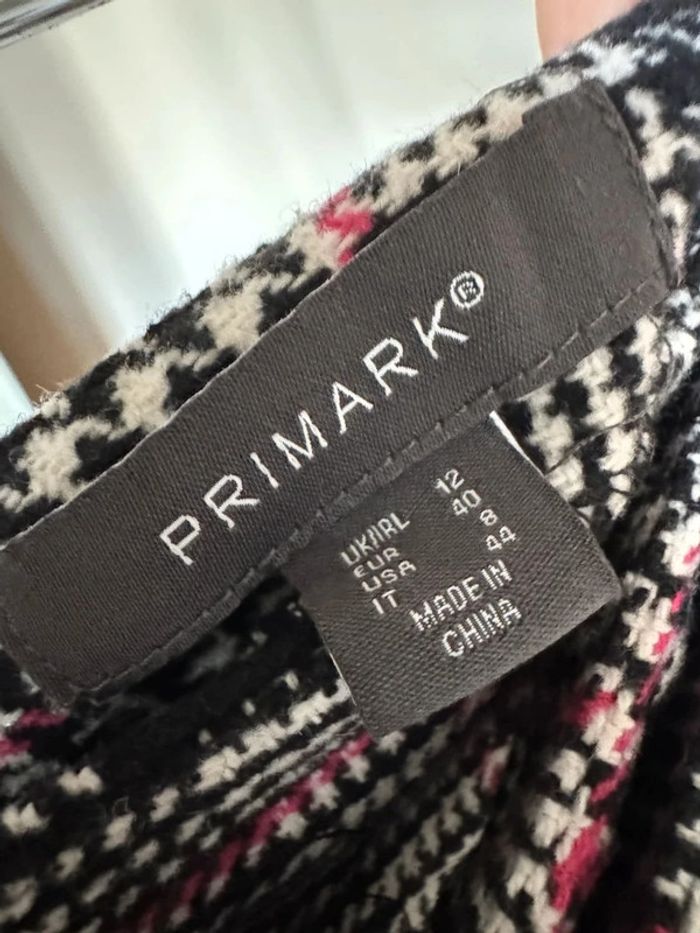 PRIMARK®
UK/IRL 12
EUR 40
USA 8
IT 44
MADE IN
CHINA